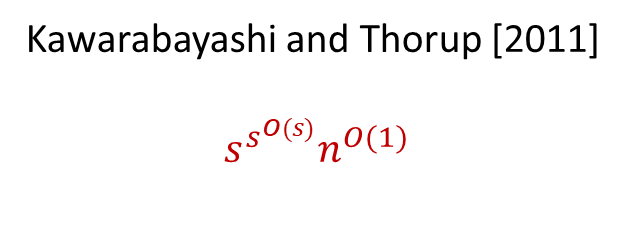 Kawarabayashi and Thorup [2011]
$s^{s^{O(s)}} n^{O(1)}$